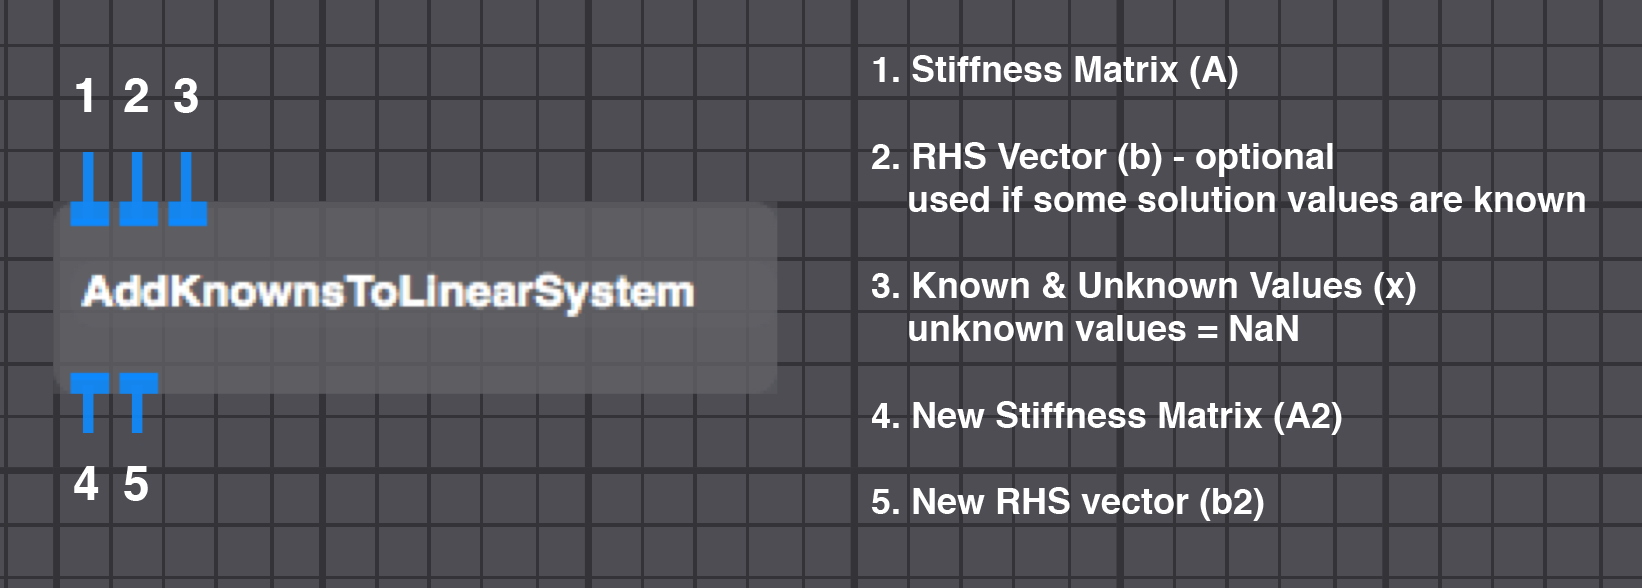 1 2 3
AddKnownsToLinearSystem
4 5
1. Stiffness Matrix (A)
2. RHS Vector (b) - optional
used if some solution values are known
3. Known & Unknown Values (x)
unknown values = NaN
4. New Stiffness Matrix (A2)
5. New RHS vector (b2)